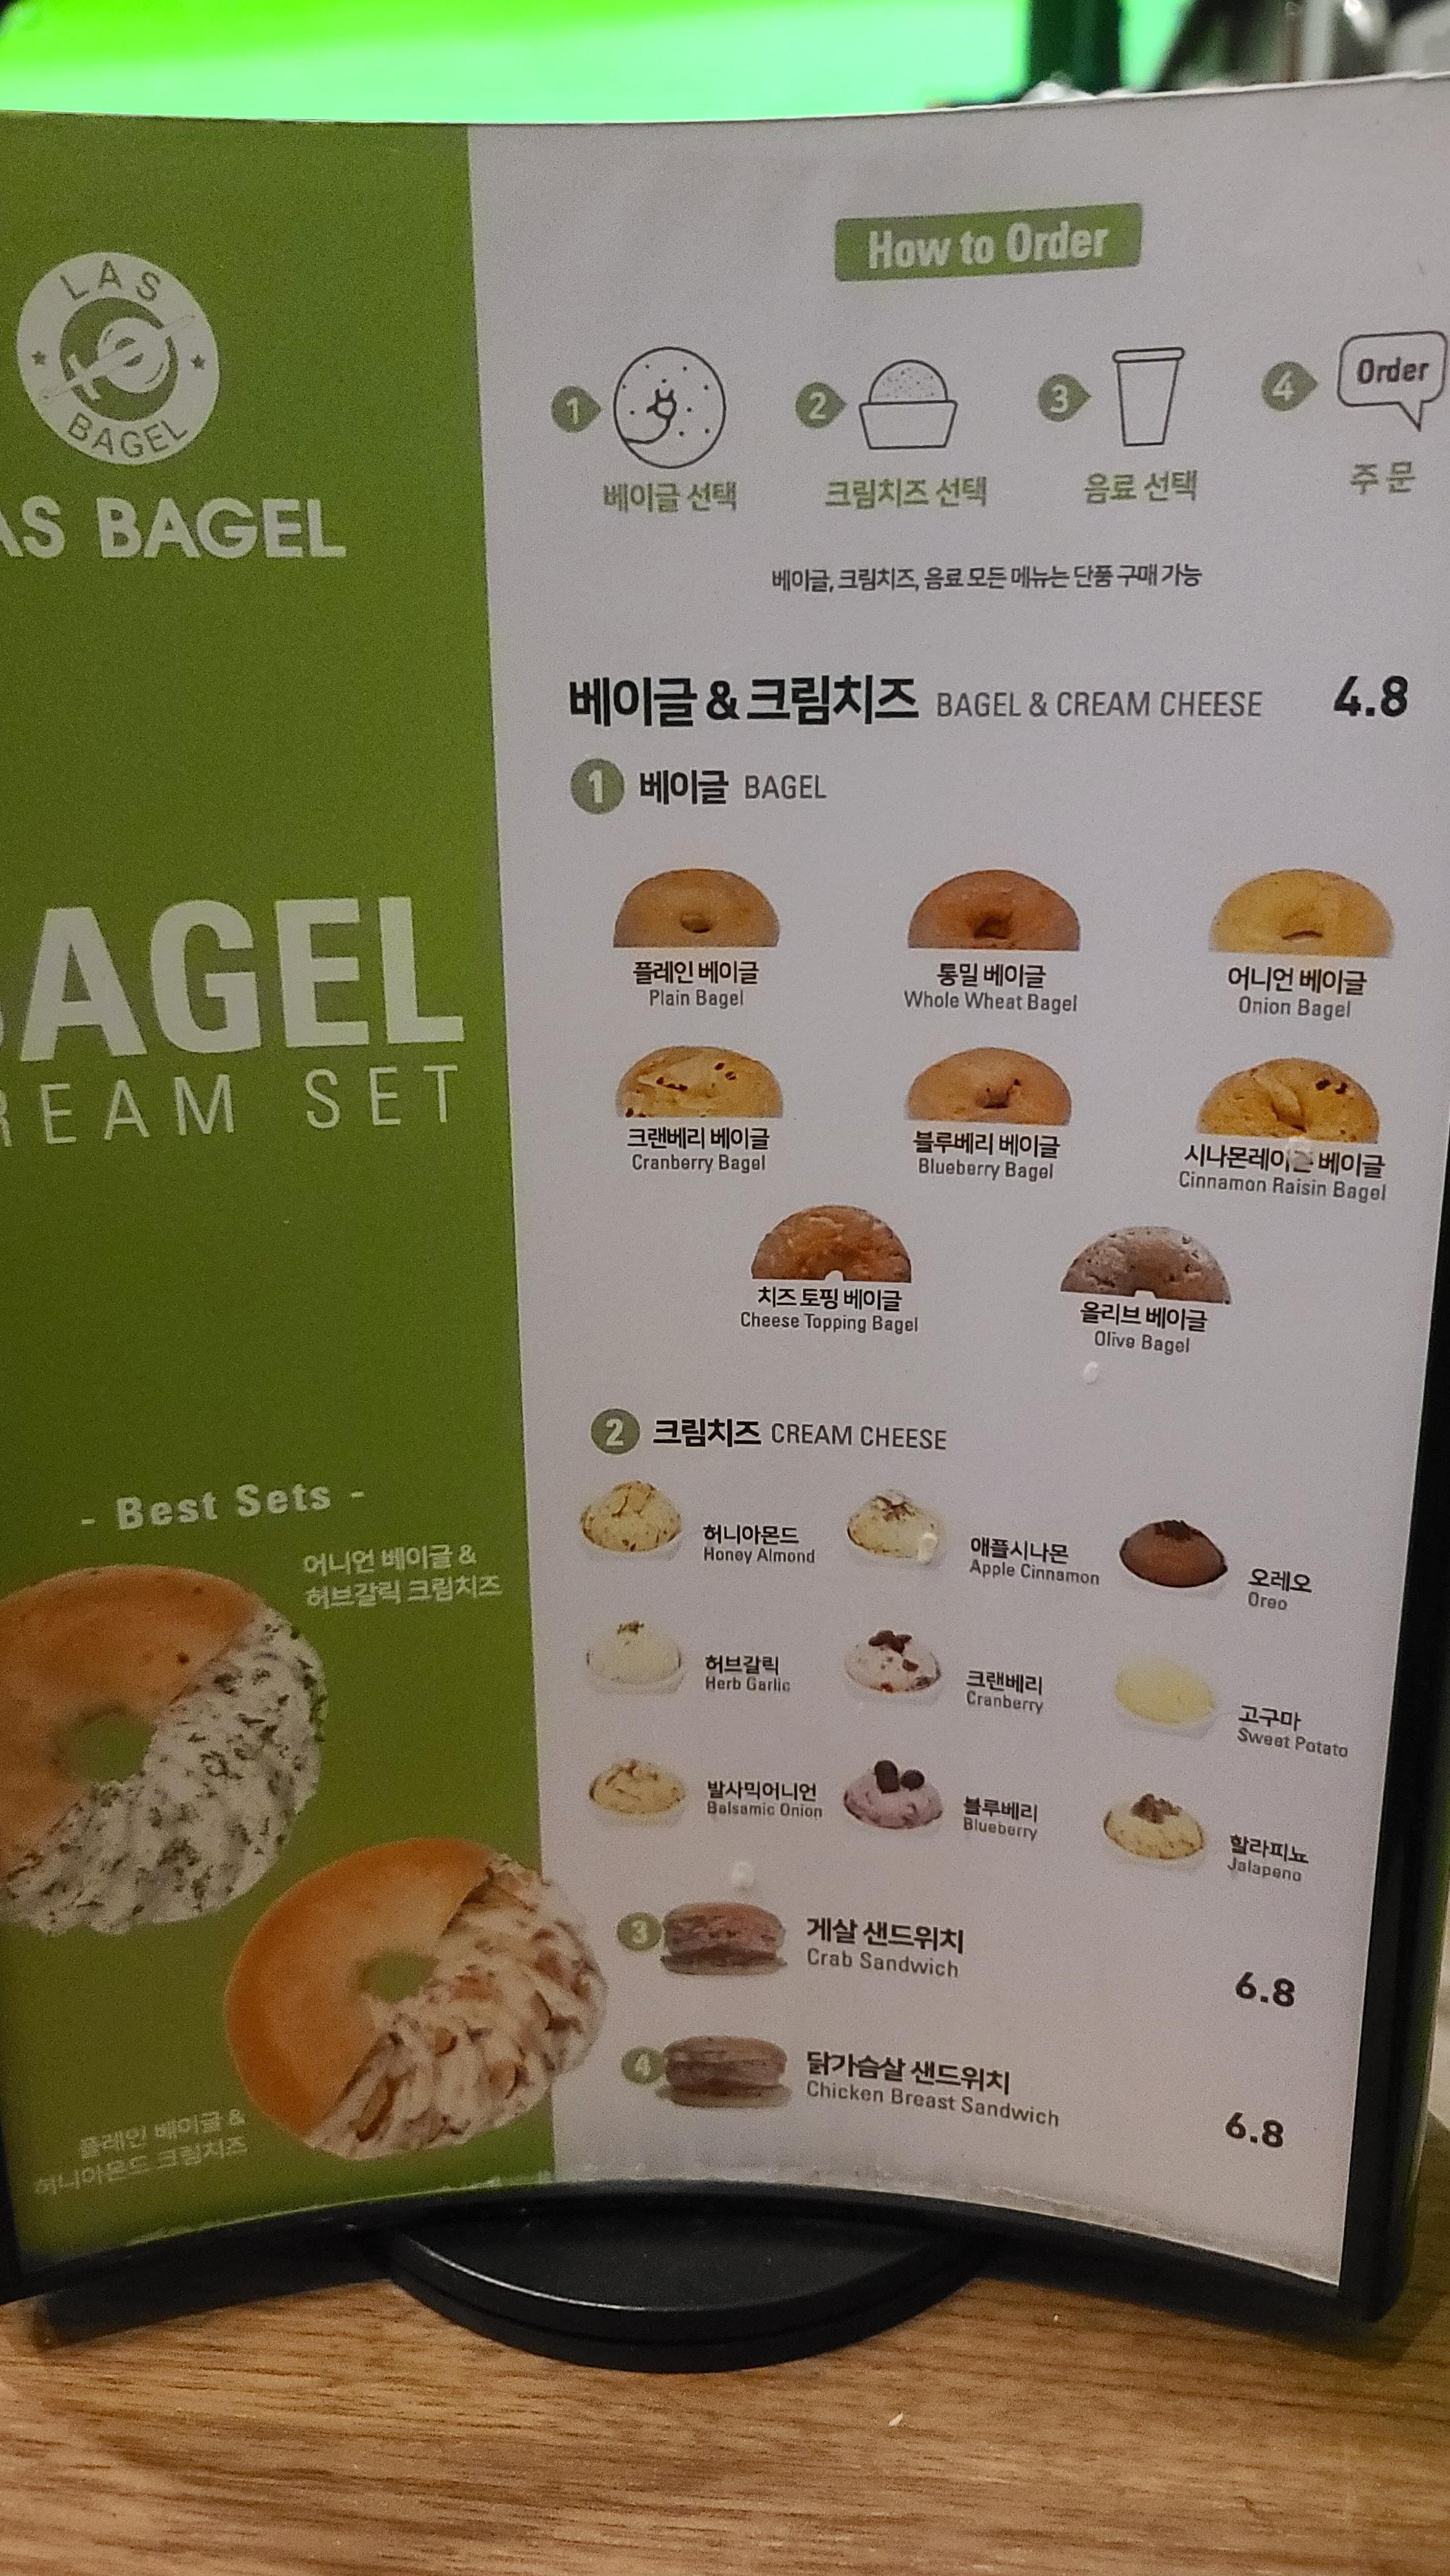 LAS
BAGEL
AS BAGEL
BAGEL
REAM SET
- Best Sets -
어니언 베이글 &
허브갈릭 크림치즈
플레인 베이글 &
허니아몬드 크림치즈
How to Order
1
2
3
4 Order
베이글 선택
크림치즈 선택
음료 선택
주문
베이글, 크림치즈, 음료 모든 메뉴는 단품 구매 가능
베이글 & 크림치즈 BAGEL & CREAM CHEESE 4.8
1 베이글 BAGEL
플레인 베이글
Plain Bagel
통밀 베이글
Whole Wheat Bagel
어니언 베이글
Onion Bagel
크랜베리 베이글
Cranberry Bagel
블루베리 베이글
Blueberry Bagel
베이글
Cinnamon Raisin Bagel
치즈 토핑 베이글
Cheese Topping Bagel
올리브 베이글
Olive Bagel
2 크림치즈 CREAM CHEESE
허니아몬드
Honey Almond
애플시나몬
Apple Cinnamon
오레오
Oreo
허브갈릭
Herb Garlic
크랜베리
Cranberry
고구마
Sweet Potato
발사믹어니언
Balsamic Onion
블루베리
Blueberry
할라피뇨
Jalapeno
3 게살 샌드위치
Crab Sandwich
6.8
4 닭가슴살 샌드위치
Chicken Breast Sandwich
6.8